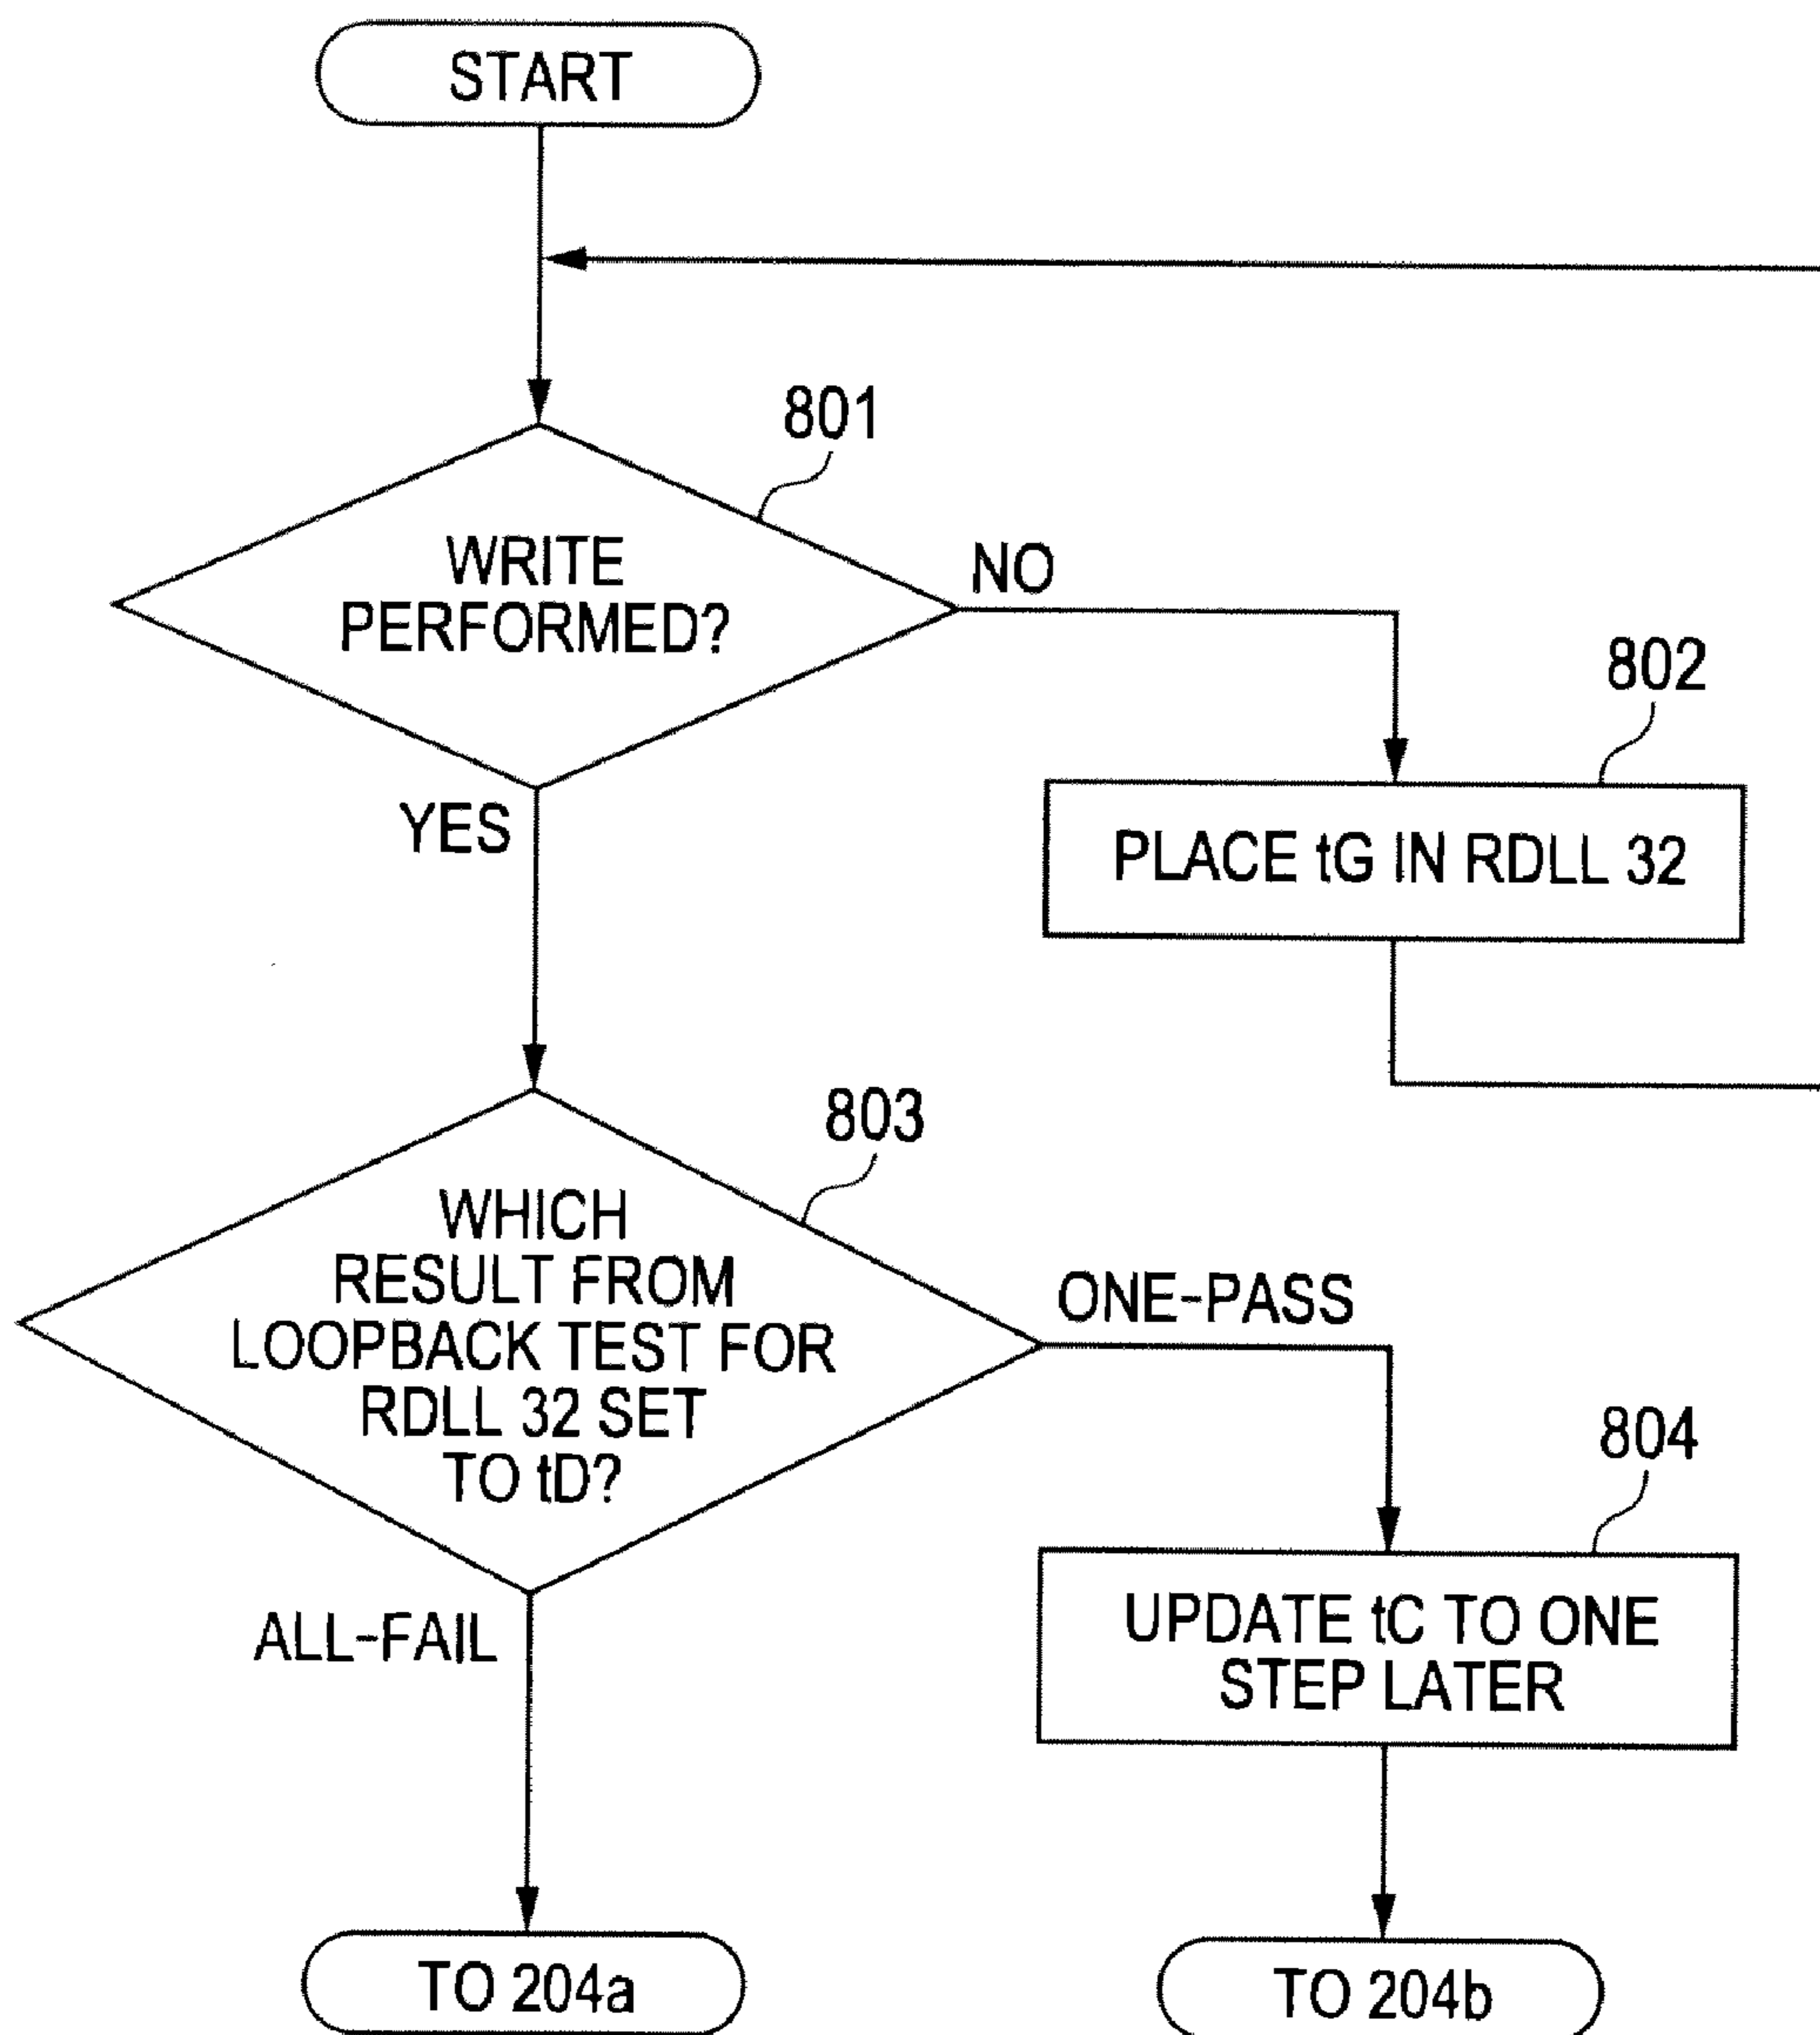 START
801
WRITE
PERFORMED?
NO
YES
802
PLACE tG IN RDLL 32
803
WHICH
RESULT FROM
LOOPBACK TEST FOR
RDLL 32 SET
TO tD?
ONE-PASS
ALL-FAIL
804
UPDATE tC TO ONE
STEP LATER
TO 204a
TO 204b